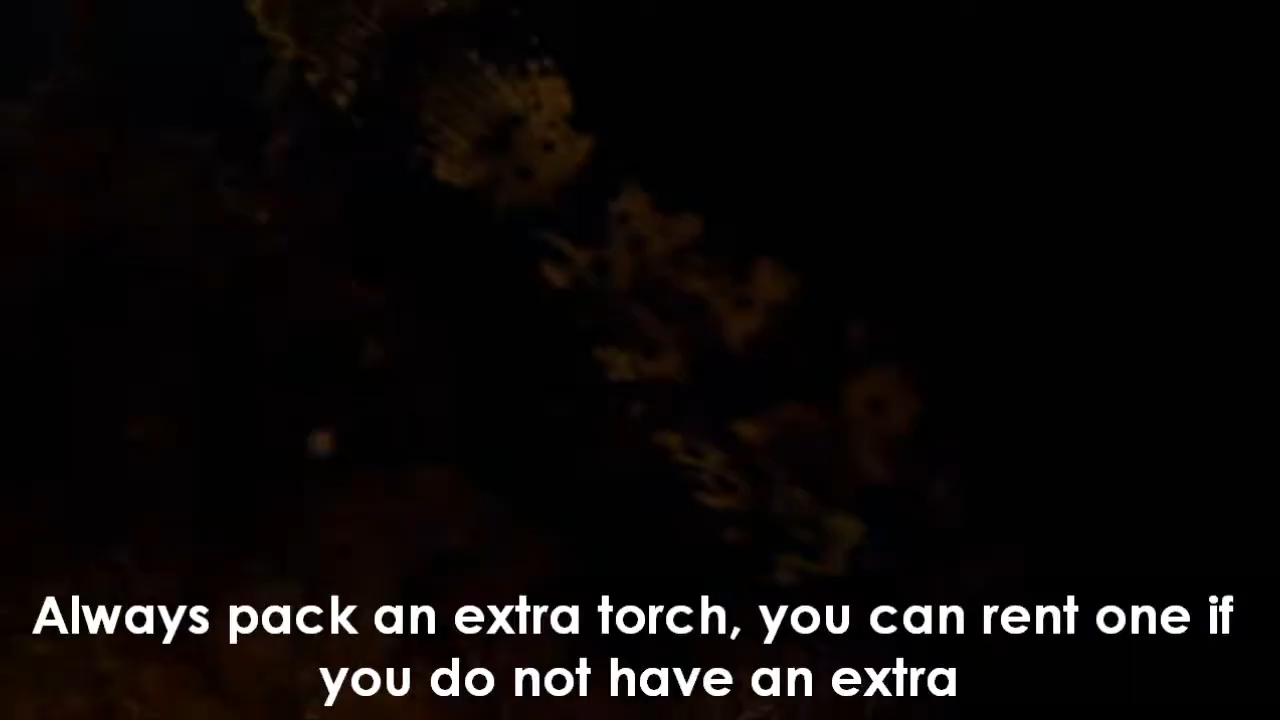 Always pack an extra torch, you can rent one if
you do not have an extra